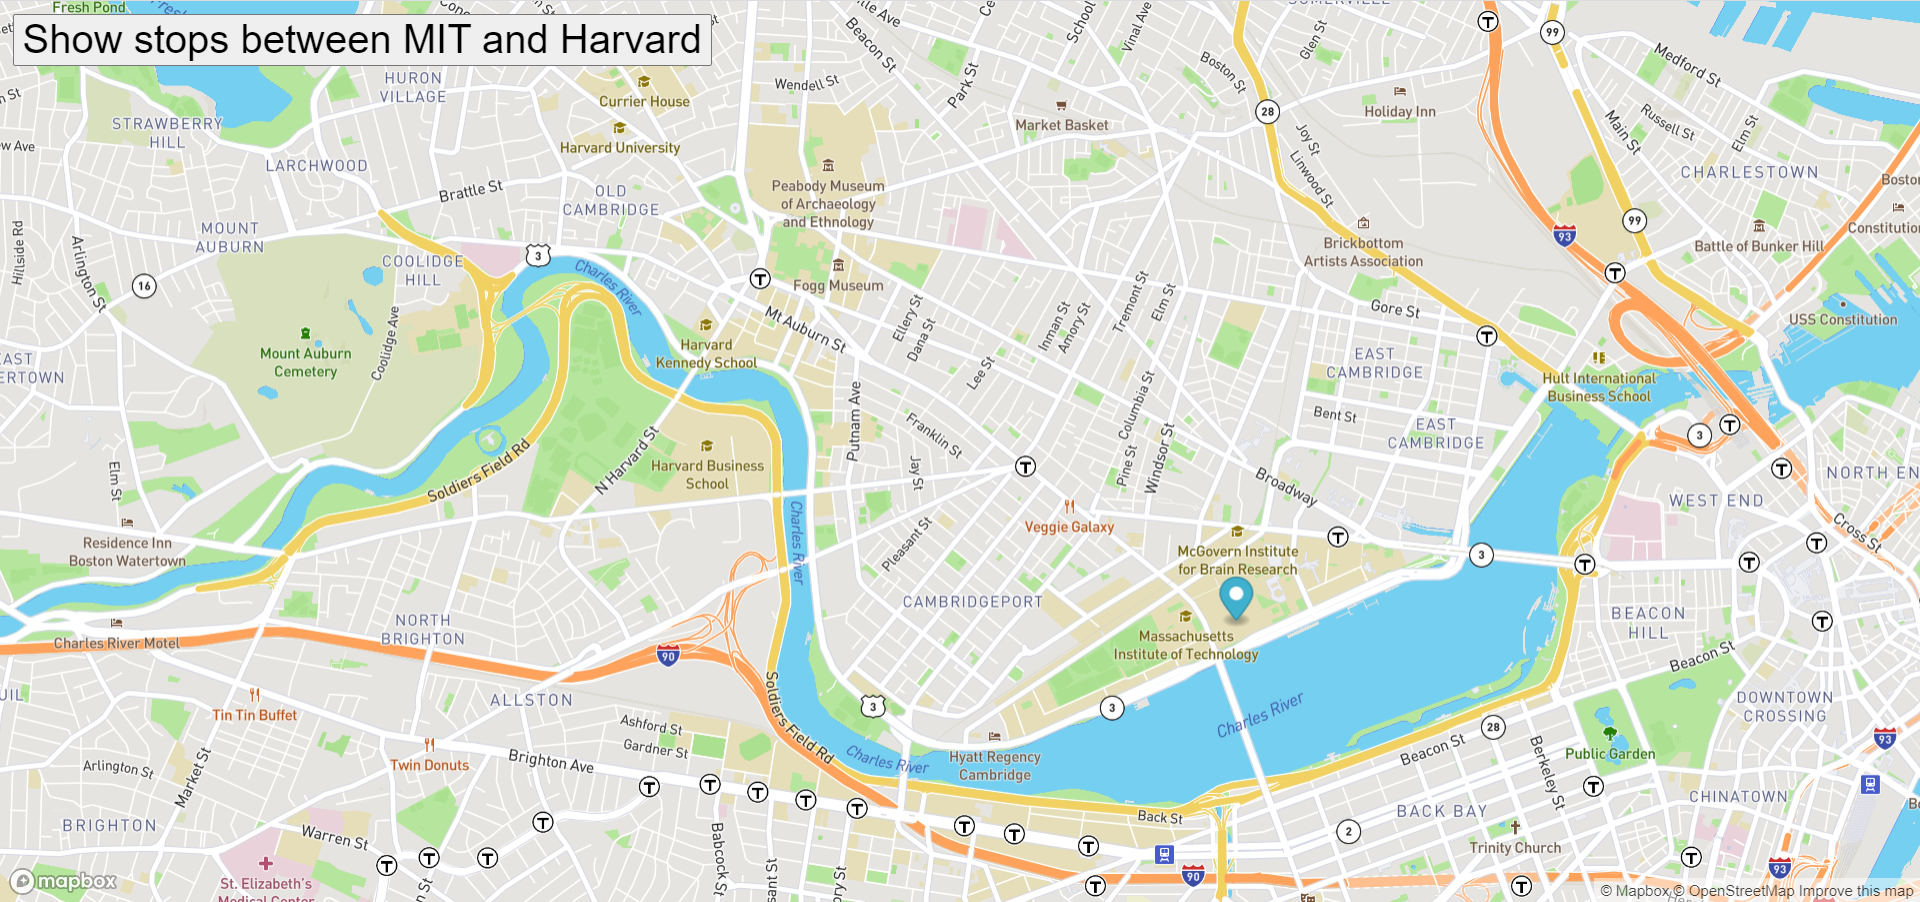 Show stops between MIT and Harvard
Fresh Pond
HURON
VILLAGE
STRAWBERRY
HILL
LARCHWOOD
Brattle St
OLD
CAMBRIDGE
MOUNT
AUBURN
COOLIDGE
HILL
Hillside Rd
Arlington St
16
3
Charles River
Coolidge Ave
Mount Auburn
Cemetery
Currier House
Harvard University
Wendell St
Beacon St
Park St
School
Vinal Ave
SOMERVILLE
Glen St
Boston St
28
Market Basket
Holiday Inn
Joy St
Linwood St
Peabody Museum
of Archaeology
and Ethnology
Fogg Museum
T
Mt Auburn St
Harvard
Kennedy School
Ellery St
Dana St
Lee St
Inman St
Amory St
Tremont St
Elm St
Brickbottom
Artists Association
Gore St
T
99
Medford St
Russell St
Main St
Elm St
CHARLESTOWN
99
93
T
Battle of Bunker Hill
USS Constitution
EAST
CAMBRIDGE
Hult International
Business School
Bent St
EAST
CAMBRIDGE
3
T
T
NORTH EN
WEST END
Cross St
Putnam Ave
Franklin St
Jay St
Columbia St
Pine St
Windsor St
Broadway
T
Veggie Galaxy
Pleasant St
CAMBRIDGEPORT
McGovern Institute
for Brain Research
Massachusetts
Institute of Technology
T
3
T
T
T
T
BEACON
HILL
Beacon St
DOWNTOWN
CROSSING
N Harvard St
Harvard Business
School
Soldiers Field Rd
Elm St
Residence Inn
Boston Watertown
Charles River Motel
NORTH
BRIGHTON
Charles River
90
ALLSTON
Tin Tin Buffet
Twin Donuts
Arlington St
Market St
BRIGHTON
Warren St
St. Elizabeth's
Medical Center
Ashford St
Gardner St
Brighton Ave
Soldiers Field Rd
3
Charles River
Hyatt Regency
Cambridge
3
Charles River
Back St
Babcock St
T
T
T
T
T
T
T
T
T
T
T
T
T
90
2
BACK BAY
Beacon St
28
Berkeley St
Public Garden
T
Trinity Church
CHINATOWN
93
93
T
T
mapbox
© Mapbox © OpenStreetMap Improve this map